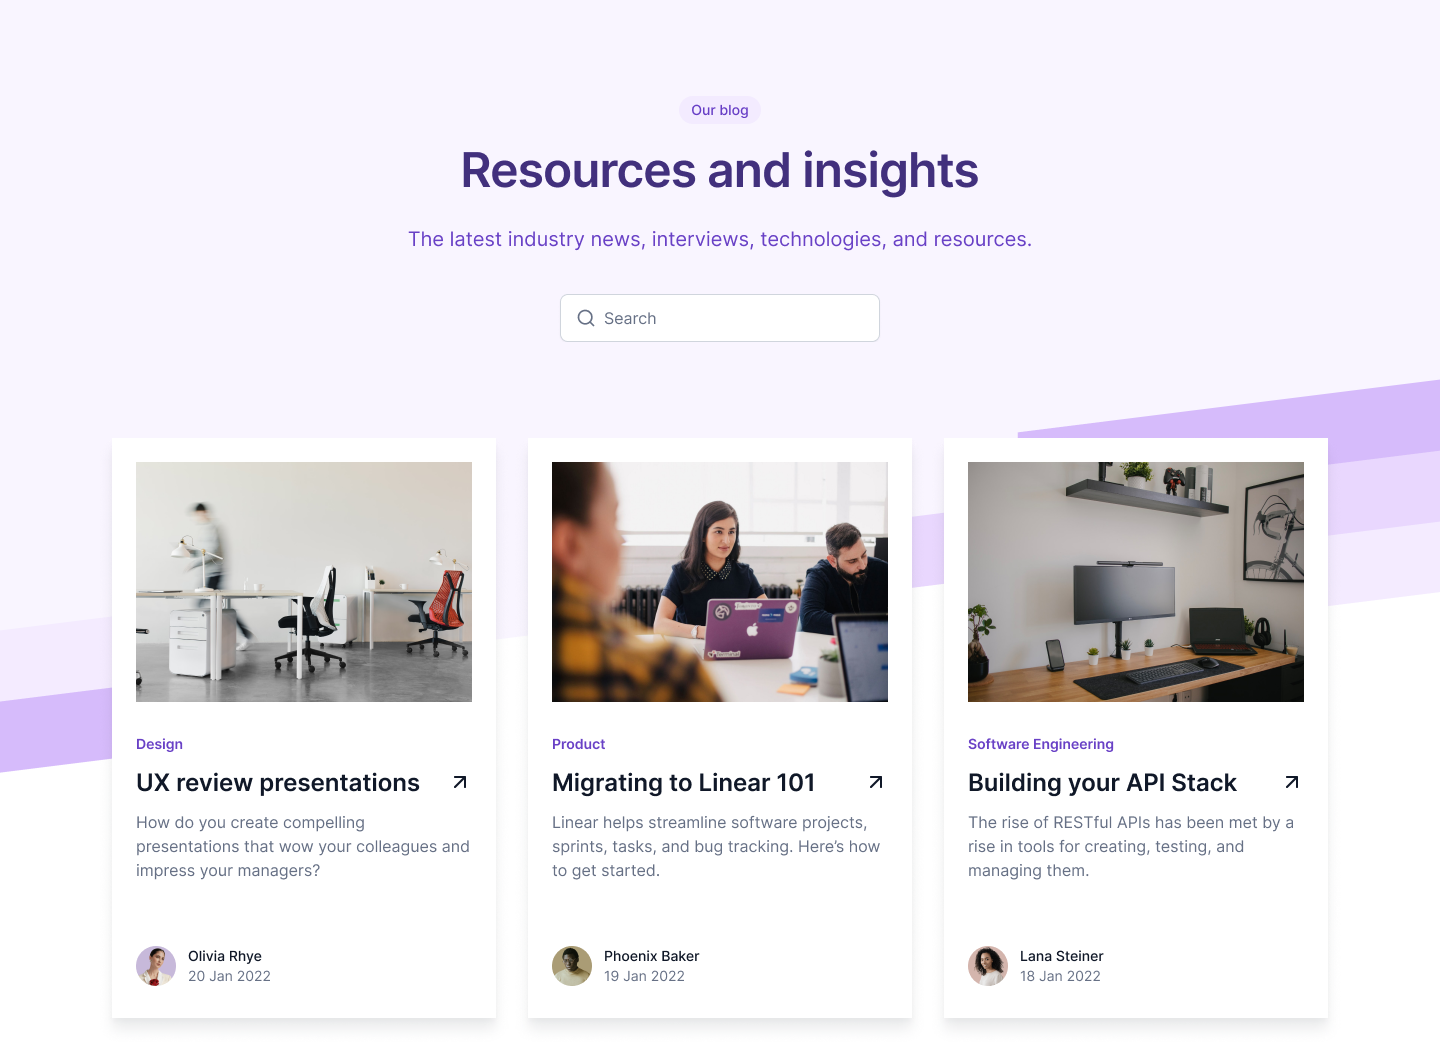 Our blog
Resources and insights
The latest industry news, interviews, technologies, and resources.
Search
Design
UX review presentations
How do you create compelling
presentations that wow your colleagues and
impress your managers?
Olivia Rhye
20 Jan 2022
Product
Migrating to Linear 101
Linear helps streamline software projects,
sprints, tasks, and bug tracking. Here’s how
to get started.
Phoenix Baker
19 Jan 2022
Software Engineering
Building your API Stack
The rise of RESTful APIs has been met by a
rise in tools for creating, testing, and
managing them.
Lana Steiner
18 Jan 2022